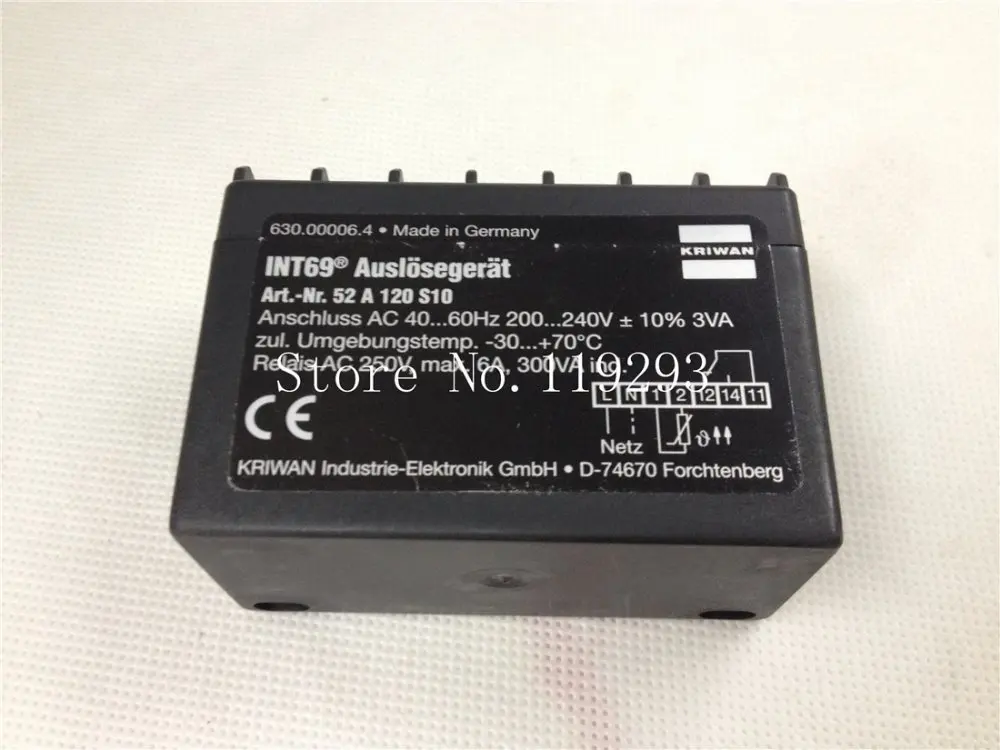 630.00006.4 • Made in Germany
KRIWAN
INT69® Auslösegerät
Art.-Nr. 52 A 120 S10
Anschluss AC 40...60Hz 200...240V ± 10% 3VA
zul. Umgebungstemp. -30...+70°C
Relais AC 250V, max. 6A, 300VA ind.
Store No.119293
L N 1 2 12 14 11
Netz ϑ
CE
KRIWAN Industrie-Elektronik GmbH • D-74670 Forchtenberg